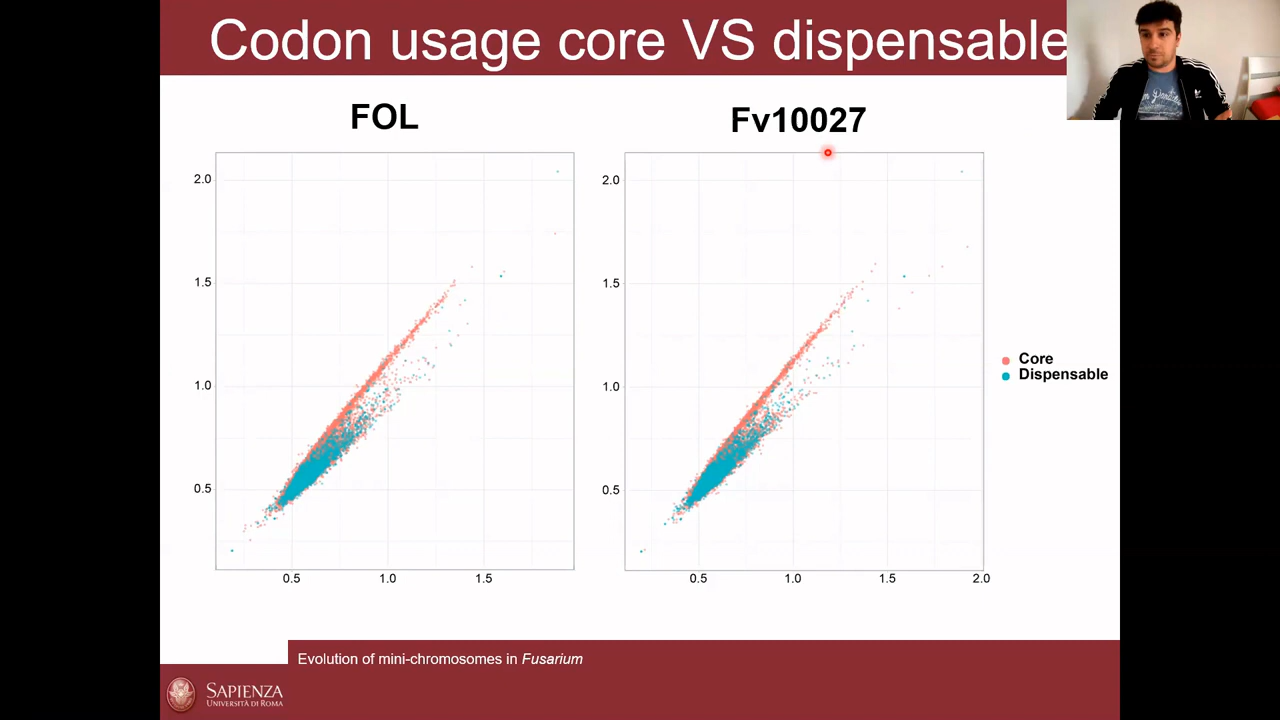 Codon usage core VS dispensable
FOL
Fv10027
2.0
1.5
1.0
0.5
0.5
1.0
1.5
2.0
1.5
1.0
0.5
0.5
1.0
1.5
2.0
Core
Dispensable
Evolution of mini-chromosomes in Fusarium
SAPIENZA
UNIVERSITÀ DI ROMA